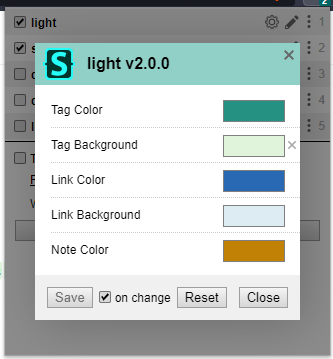 2
light 1
s 2
3
4
5
T
light v2.0.0
Tag Color
Tag Background
Link Color
Link Background
Note Color
Save on change Reset Close